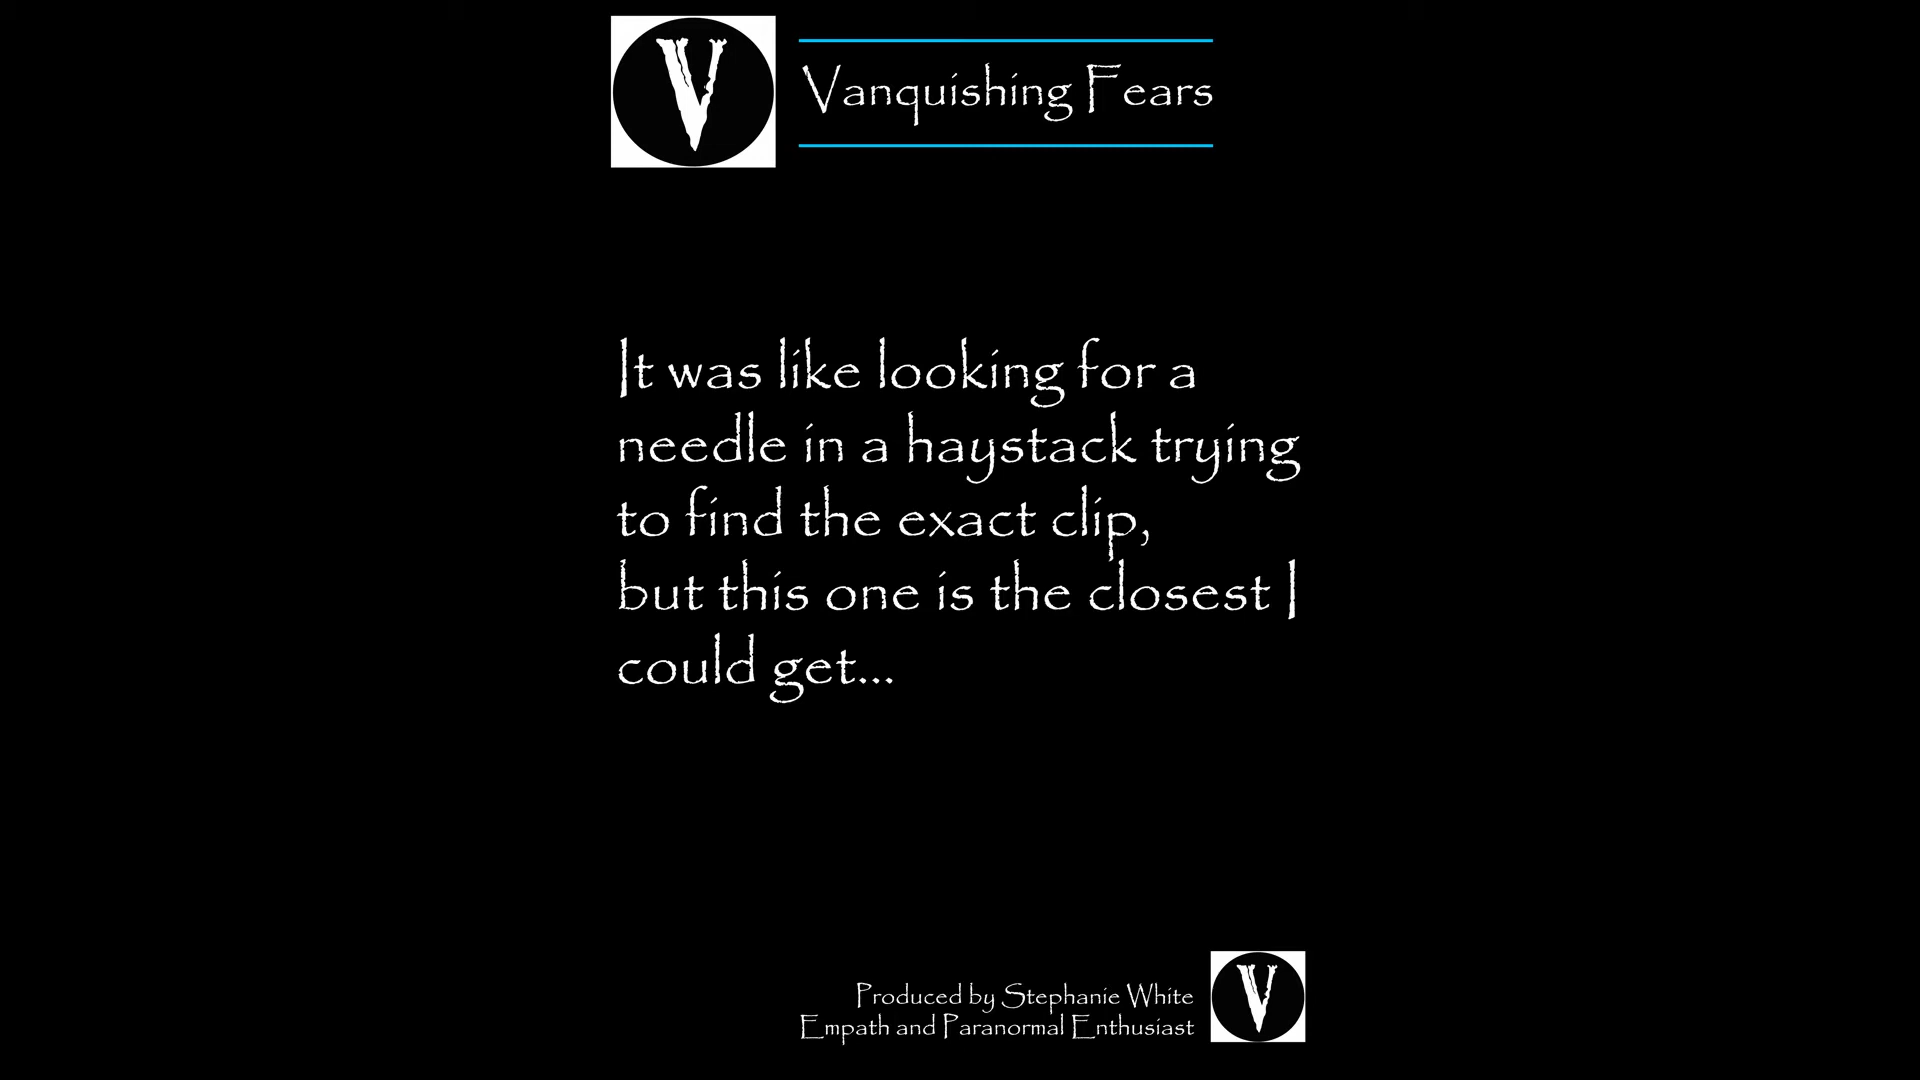 V
Vanquishing Fears
It was like looking for a
needle in a haystack trying
to find the exact clip,
but this one is the closest I
could get...
Produced by Stephanie White
Empath and Paranormal Enthusiast
V